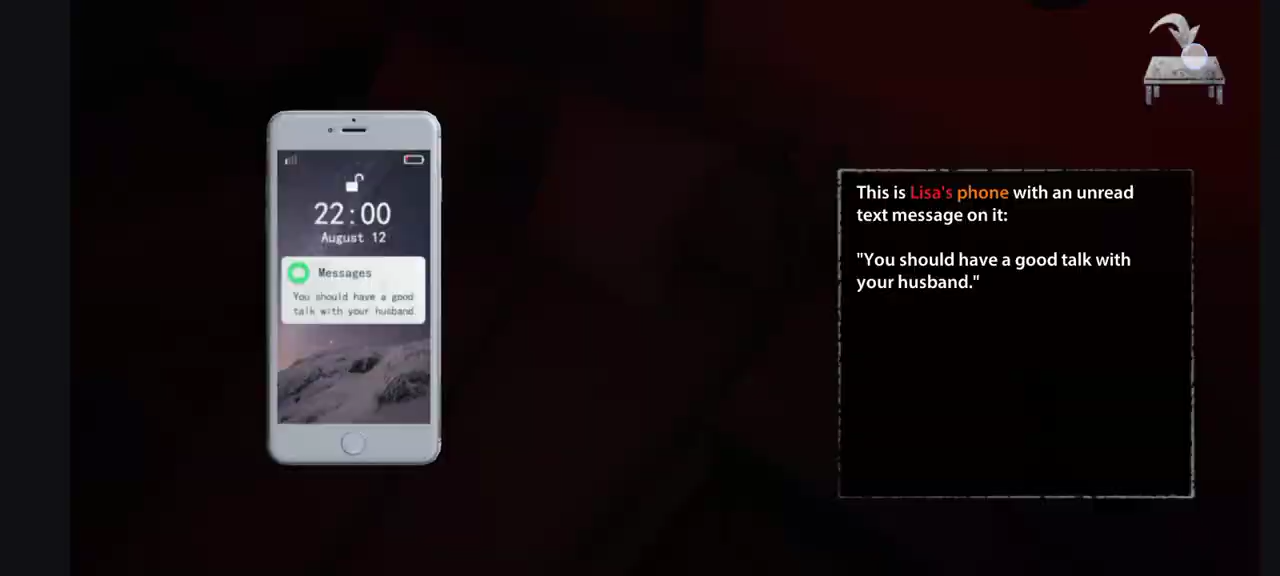 22:00
August 12
Messages
You should have a good
talk with your husband.
This is Lisa's phone with an unread
text message on it:
"You should have a good talk with
your husband."